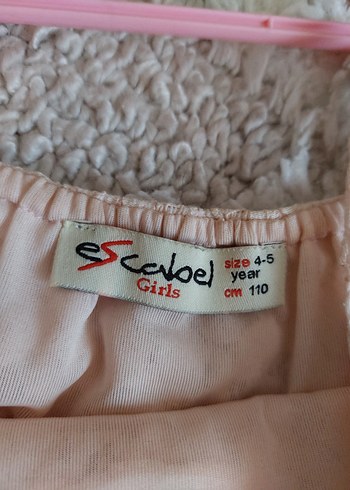 eScabel
Girls
size 4-5
year
cm 110